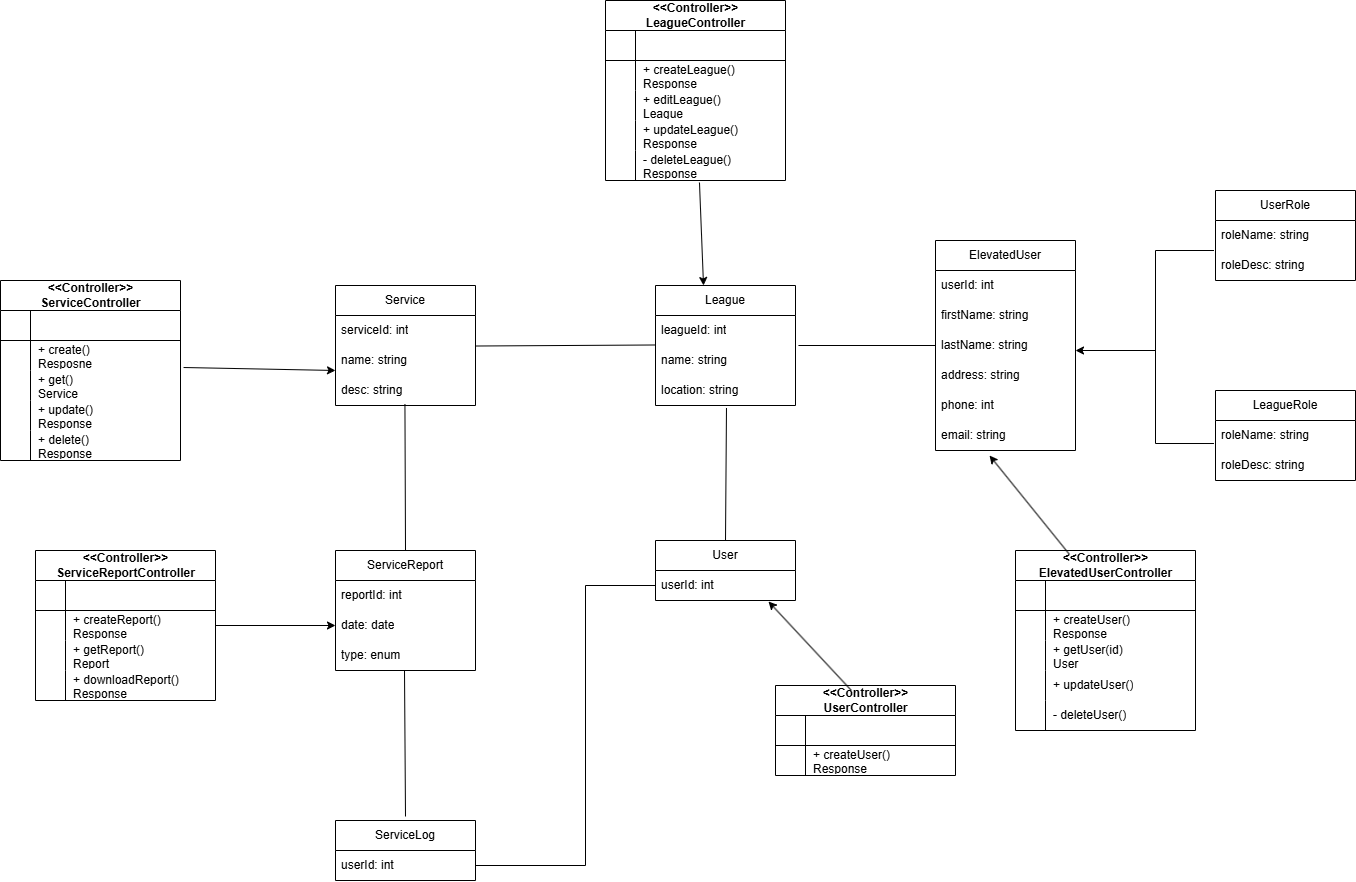 <<Controller>>
LeagueController
+ createLeague()
Response
+ editLeague()
League
+ updateLeague()
Response
- deleteLeague()
Response
UserRole
roleName: string
roleDesc: string
ElevatedUser
userId: int
firstName: string
lastName: string
address: string
phone: int
email: string
<<Controller>>
ServiceController
+ create()
Resposne
+ get()
Service
+ update()
Response
+ delete()
Response
Service
serviceId: int
name: string
desc: string
League
leagueId: int
name: string
location: string
LeagueRole
roleName: string
roleDesc: string
<<Controller>>
ServiceReportController
+ createReport()
Response
+ getReport()
Report
+ downloadReport()
Response
ServiceReport
reportId: int
date: date
type: enum
User
userId: int
<<Controller>>
ElevatedUserController
+ createUser()
Response
+ getUser(id)
User
+ updateUser()
- deleteUser()
<<Controller>>
UserController
+ createUser()
Response
ServiceLog
userId: int